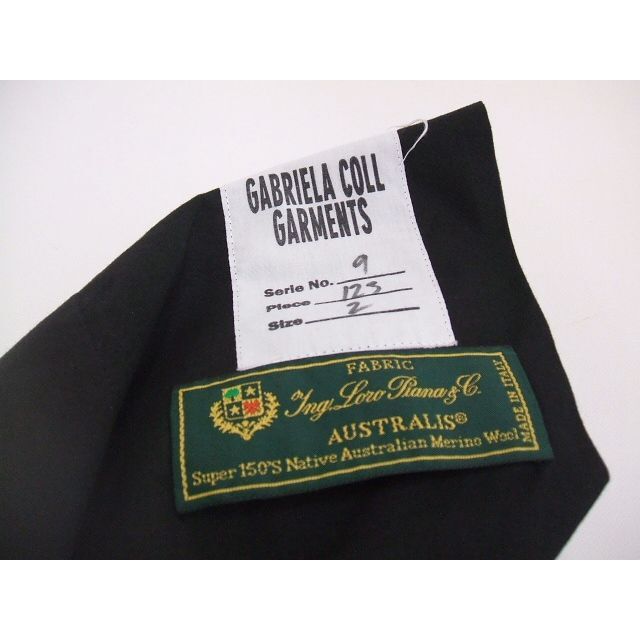 GABRIELA COLL
GARMENTS
Serie No. 9
Piece 123
Size 2
FABRIC
Ing. Loro Piana & C.
AUSTRALIS®
Super 150'S Native Australian Merino Wool
MADE IN ITALY